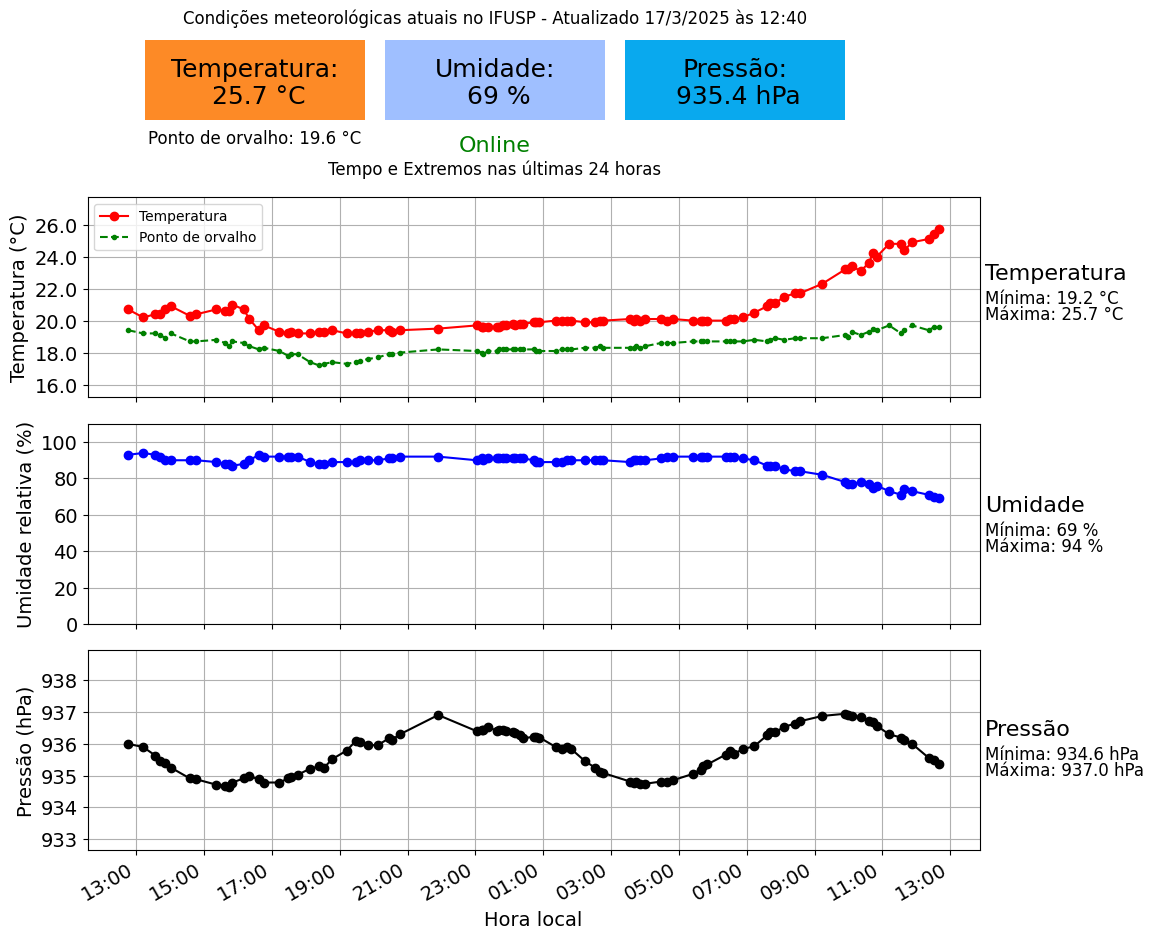 Condições meteorológicas atuais no IFUSP - Atualizado 17/3/2025 às 12:40
Temperatura:
25.7 °C
Umidade:
69 %
Pressão:
935.4 hPa
Ponto de orvalho: 19.6 °C
Online
Tempo e Extremos nas últimas 24 horas
Temperatura (°C)
26.0
24.0
22.0
20.0
18.0
16.0
Temperatura
Ponto de orvalho
Temperatura
Mínima: 19.2 °C
Máxima: 25.7 °C
Umidade relativa (%)
100
80
60
40
20
0
Umidade
Mínima: 69 %
Máxima: 94 %
Pressão (hPa)
938
937
936
935
934
933
Pressão
Mínima: 934.6 hPa
Máxima: 937.0 hPa
13:00
15:00
17:00
19:00
21:00
23:00
01:00
03:00
05:00
07:00
09:00
11:00
13:00
Hora local